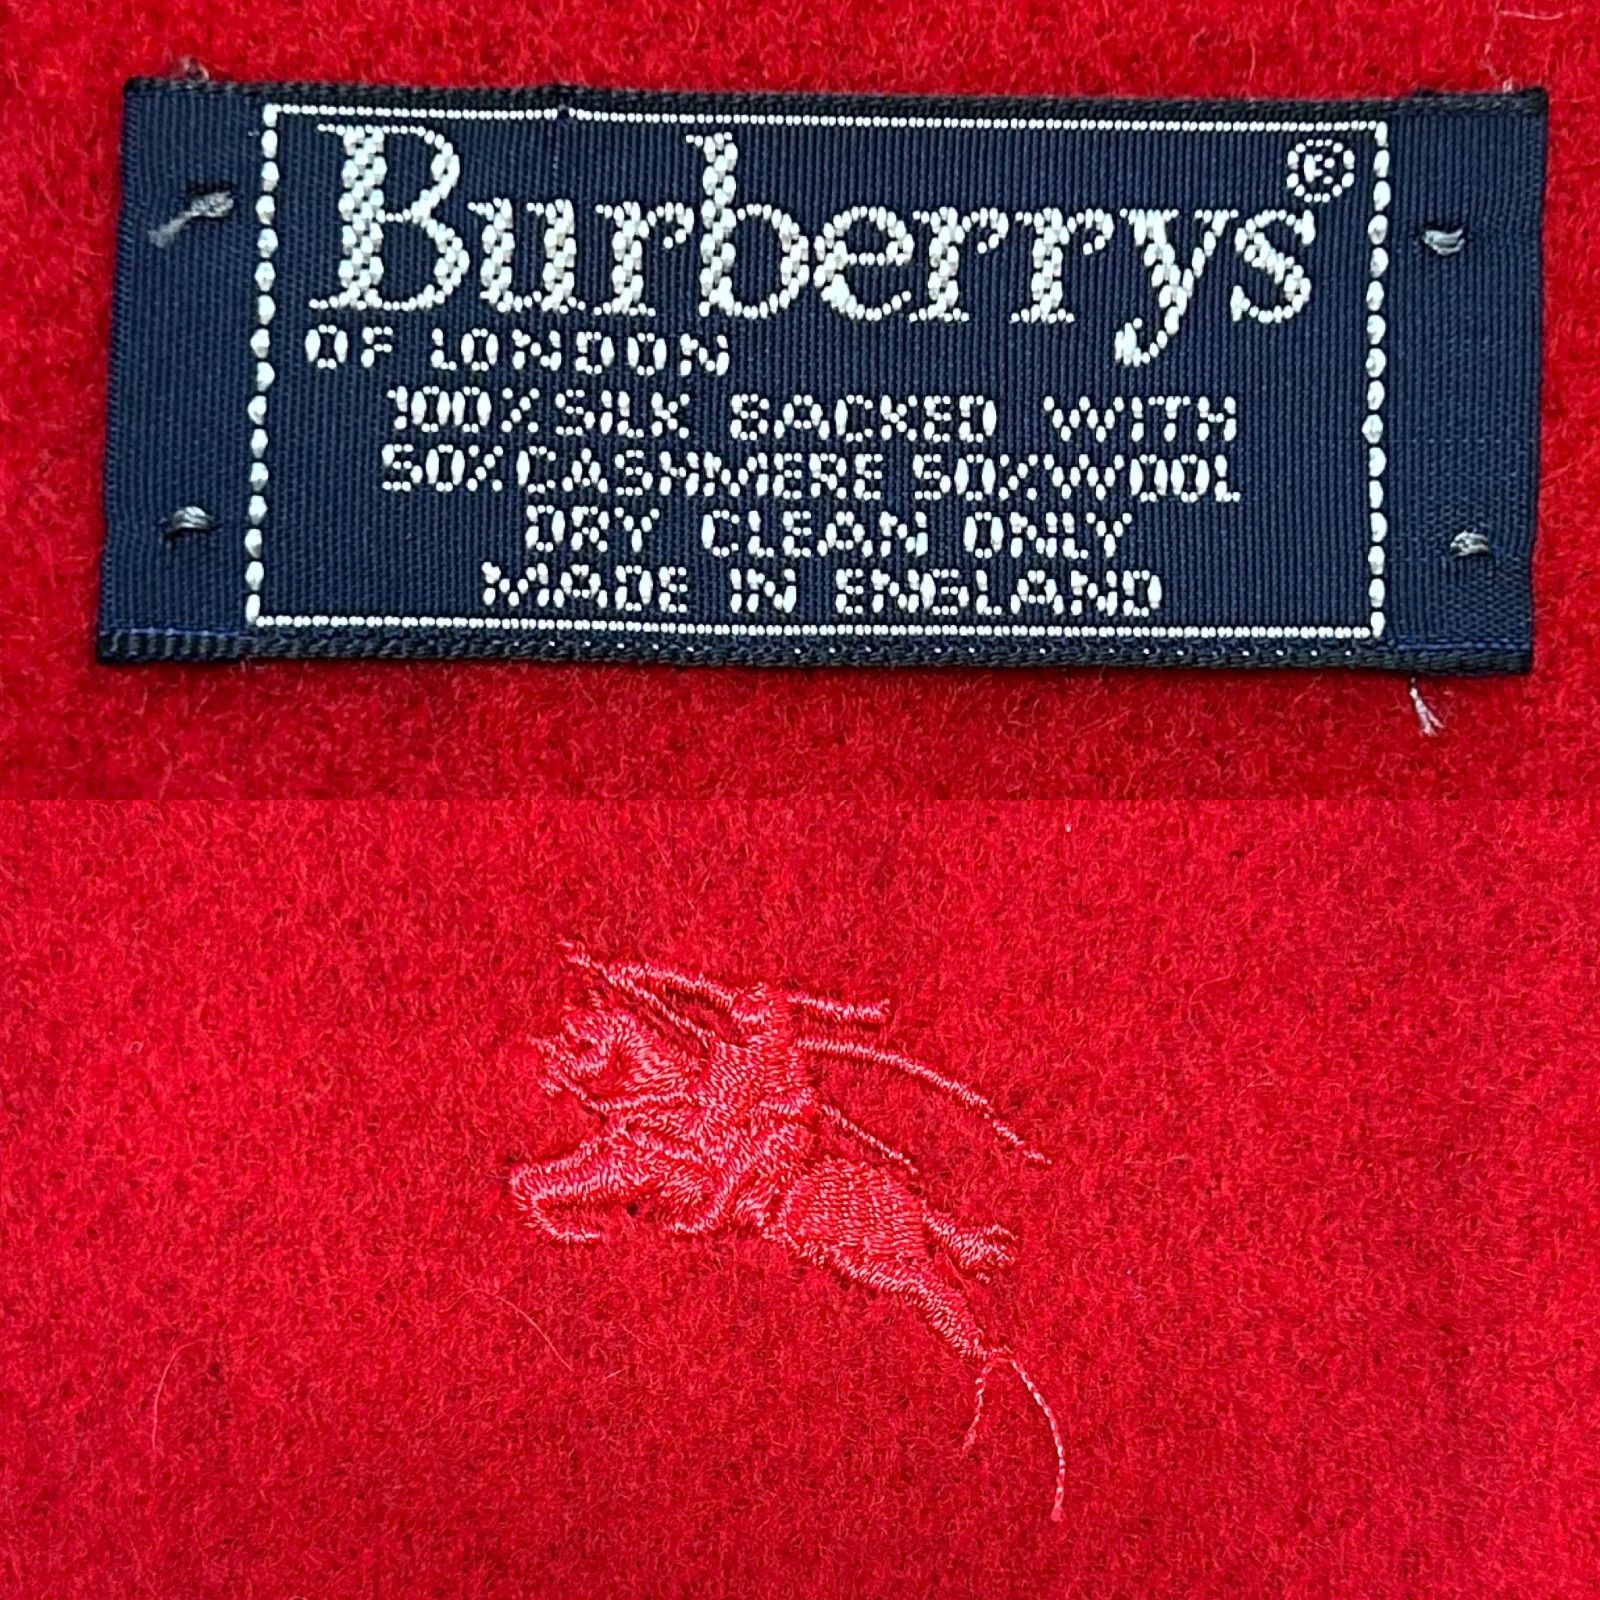 Burberrys®
OF LONDON
100% SILK BACKED WITH
50% CASHMERE 50% WOOL
DRY CLEAN ONLY
MADE IN ENGLAND